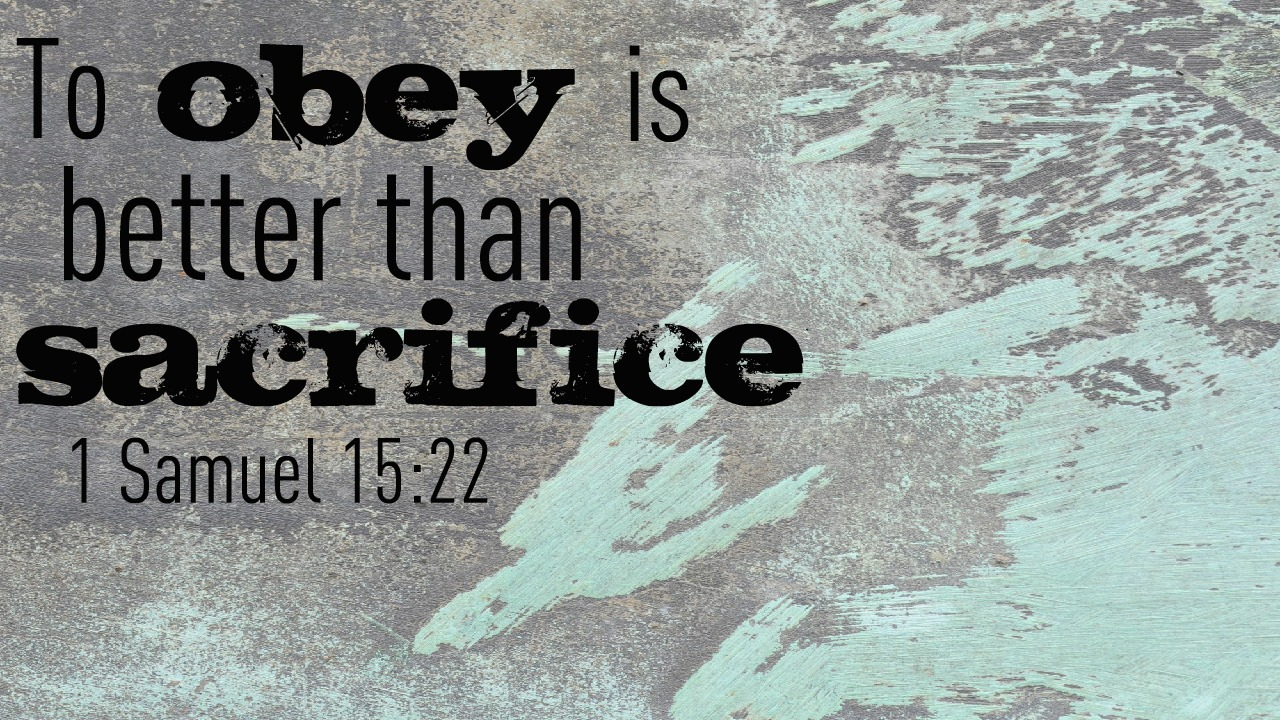 To obey is
better than
sacrifice
1 Samuel 15:22